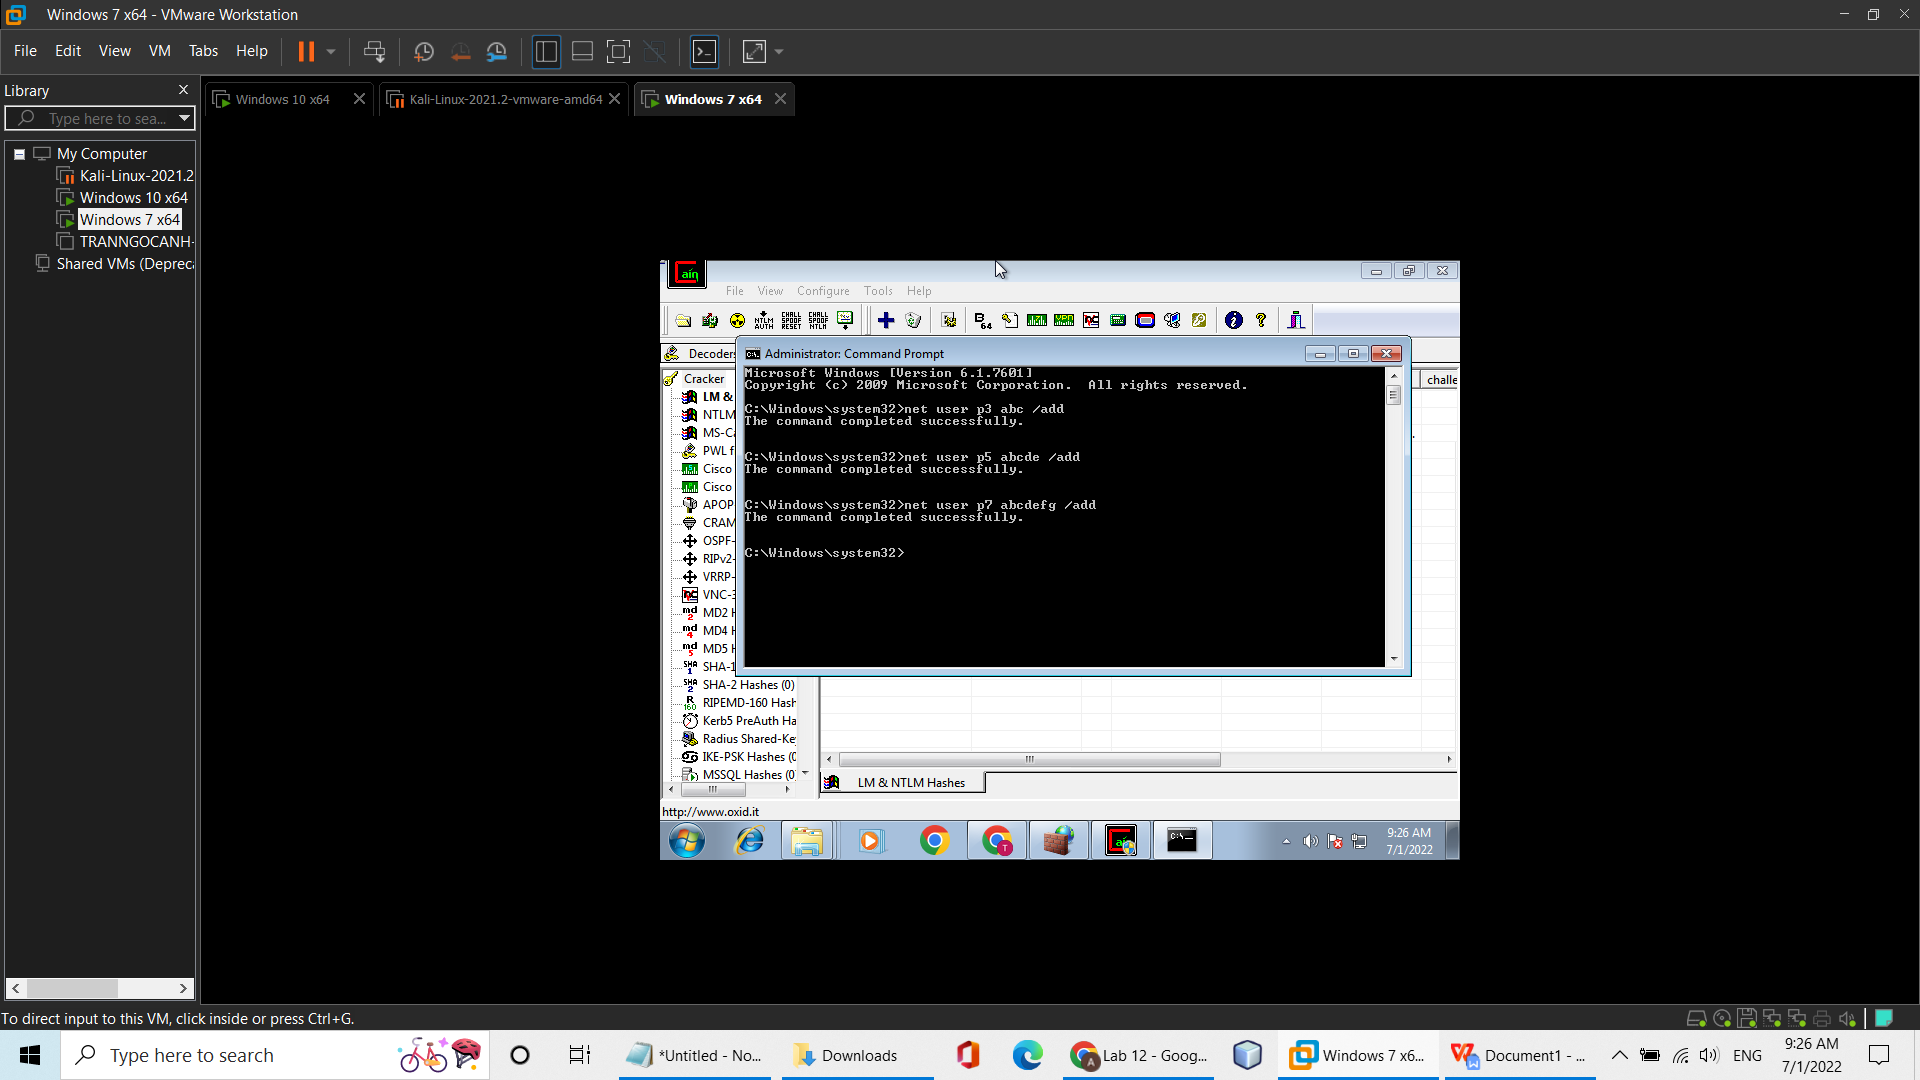 Windows 7 x64 - VMware Workstation
File Edit View VM Tabs Help
Library
Type here to sea...
My Computer
Kali-Linux-2021.2
Windows 10 x64
Windows 7 x64
TRANNGOCANH-
Shared VMs (Depreca
Windows 10 x64
Kali-Linux-2021.2-vmware-amd64
Windows 7 x64
File View Configure Tools Help
Decoders
Cracker
LM &
NTLM
MS-Ca
PWL f
Cisco
Cisco
APOP
CRAM
OSPF-
RIPv2-
VRRP-
VNC-3
MD2 H
MD4 H
MD5 H
SHA-1
SHA-2 Hashes (0)
RIPEMD-160 Hash
Kerb5 PreAuth Ha
Radius Shared-Key
IKE-PSK Hashes (0
MSSQL Hashes (0)
challe
Administrator: Command Prompt
Microsoft Windows [Version 6.1.7601]
Copyright (c) 2009 Microsoft Corporation.  All rights reserved.
C:\Windows\system32>net user p3 abc /add
The command completed successfully.
C:\Windows\system32>net user p5 abcde /add
The command completed successfully.
C:\Windows\system32>net user p7 abcdefg /add
The command completed successfully.
C:\Windows\system32>
LM & NTLM Hashes
http://www.oxid.it
9:26 AM
7/1/2022
To direct input to this VM, click inside or press Ctrl+G.
Type here to search
*Untitled - No...
Downloads
Lab 12 - Goog...
Windows 7 x6...
Document1 - ...
ENG
9:26 AM
7/1/2022